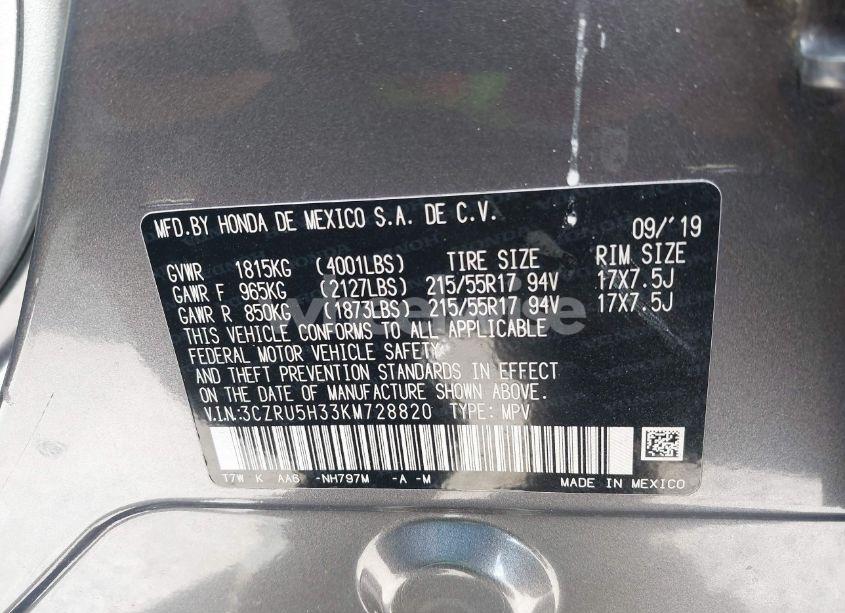 MFD.BY HONDA DE MEXICO S.A. DE C.V. 09/'19
GVWR 1815KG (4001LBS) TIRE SIZE RIM SIZE
GAWR F 965KG (2127LBS) 215/55R17 94V 17X7.5J
GAWR R 850KG (1873LBS) 215/55R17 94V 17X7.5J
THIS VEHICLE CONFORMS TO ALL APPLICABLE
FEDERAL MOTOR VEHICLE SAFETY
AND THEFT PREVENTION STANDARDS IN EFFECT
ON THE DATE OF MANUFACTURE SHOWN ABOVE.
V.I.N.:3CZRU5H33KM728820 TYPE: MPV
T7W K AA6 -NH797M -A -M MADE IN MEXICO